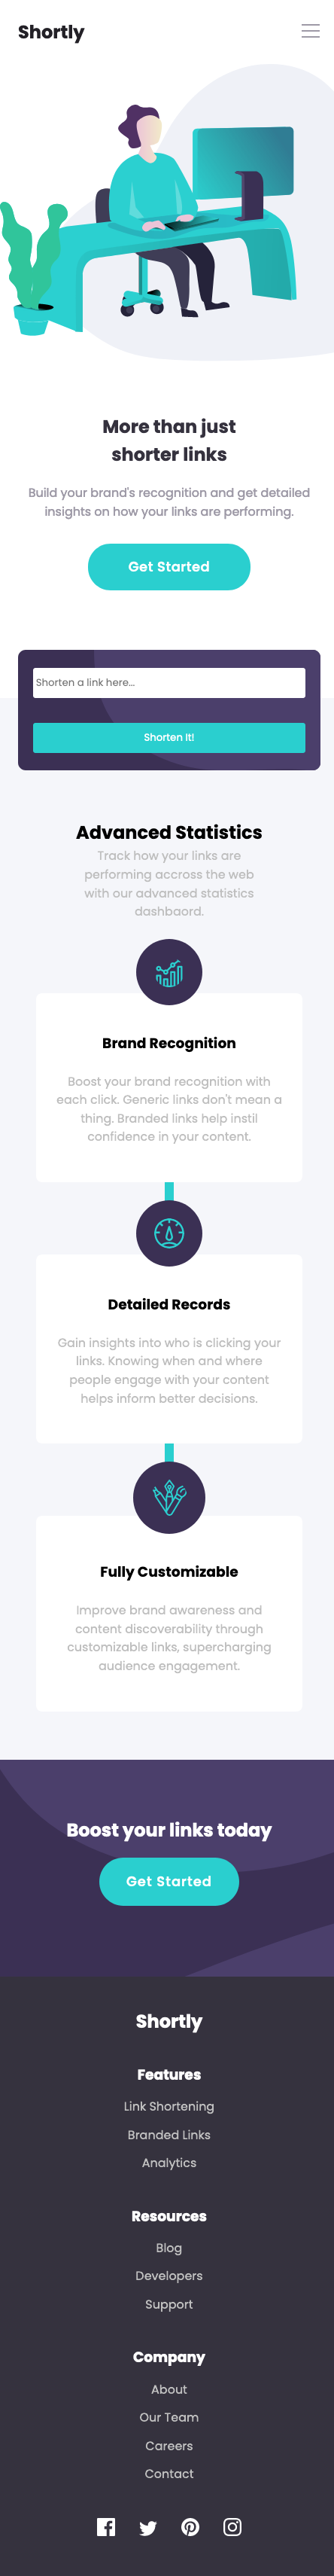 Shortly
More than just
shorter links
Build your brand's recognition and get detailed
insights on how your links are performing.
Get Started
Shorten a link here...
Shorten It!
Advanced Statistics
Track how your links are
performing accross the web
with our advanced statistics
dashbaord.
Brand Recognition
Boost your brand recognition with
each click. Generic links don't mean a
thing. Branded links help instil
confidence in your content.
Detailed Records
Gain insights into who is clicking your
links. Knowing when and where
people engage with your content
helps inform better decisions.
Fully Customizable
Improve brand awareness and
content discoverability through
customizable links, supercharging
audience engagement.
Boost your links today
Get Started
Shortly
Features
Link Shortening
Branded Links
Analytics
Resources
Blog
Developers
Support
Company
About
Our Team
Careers
Contact